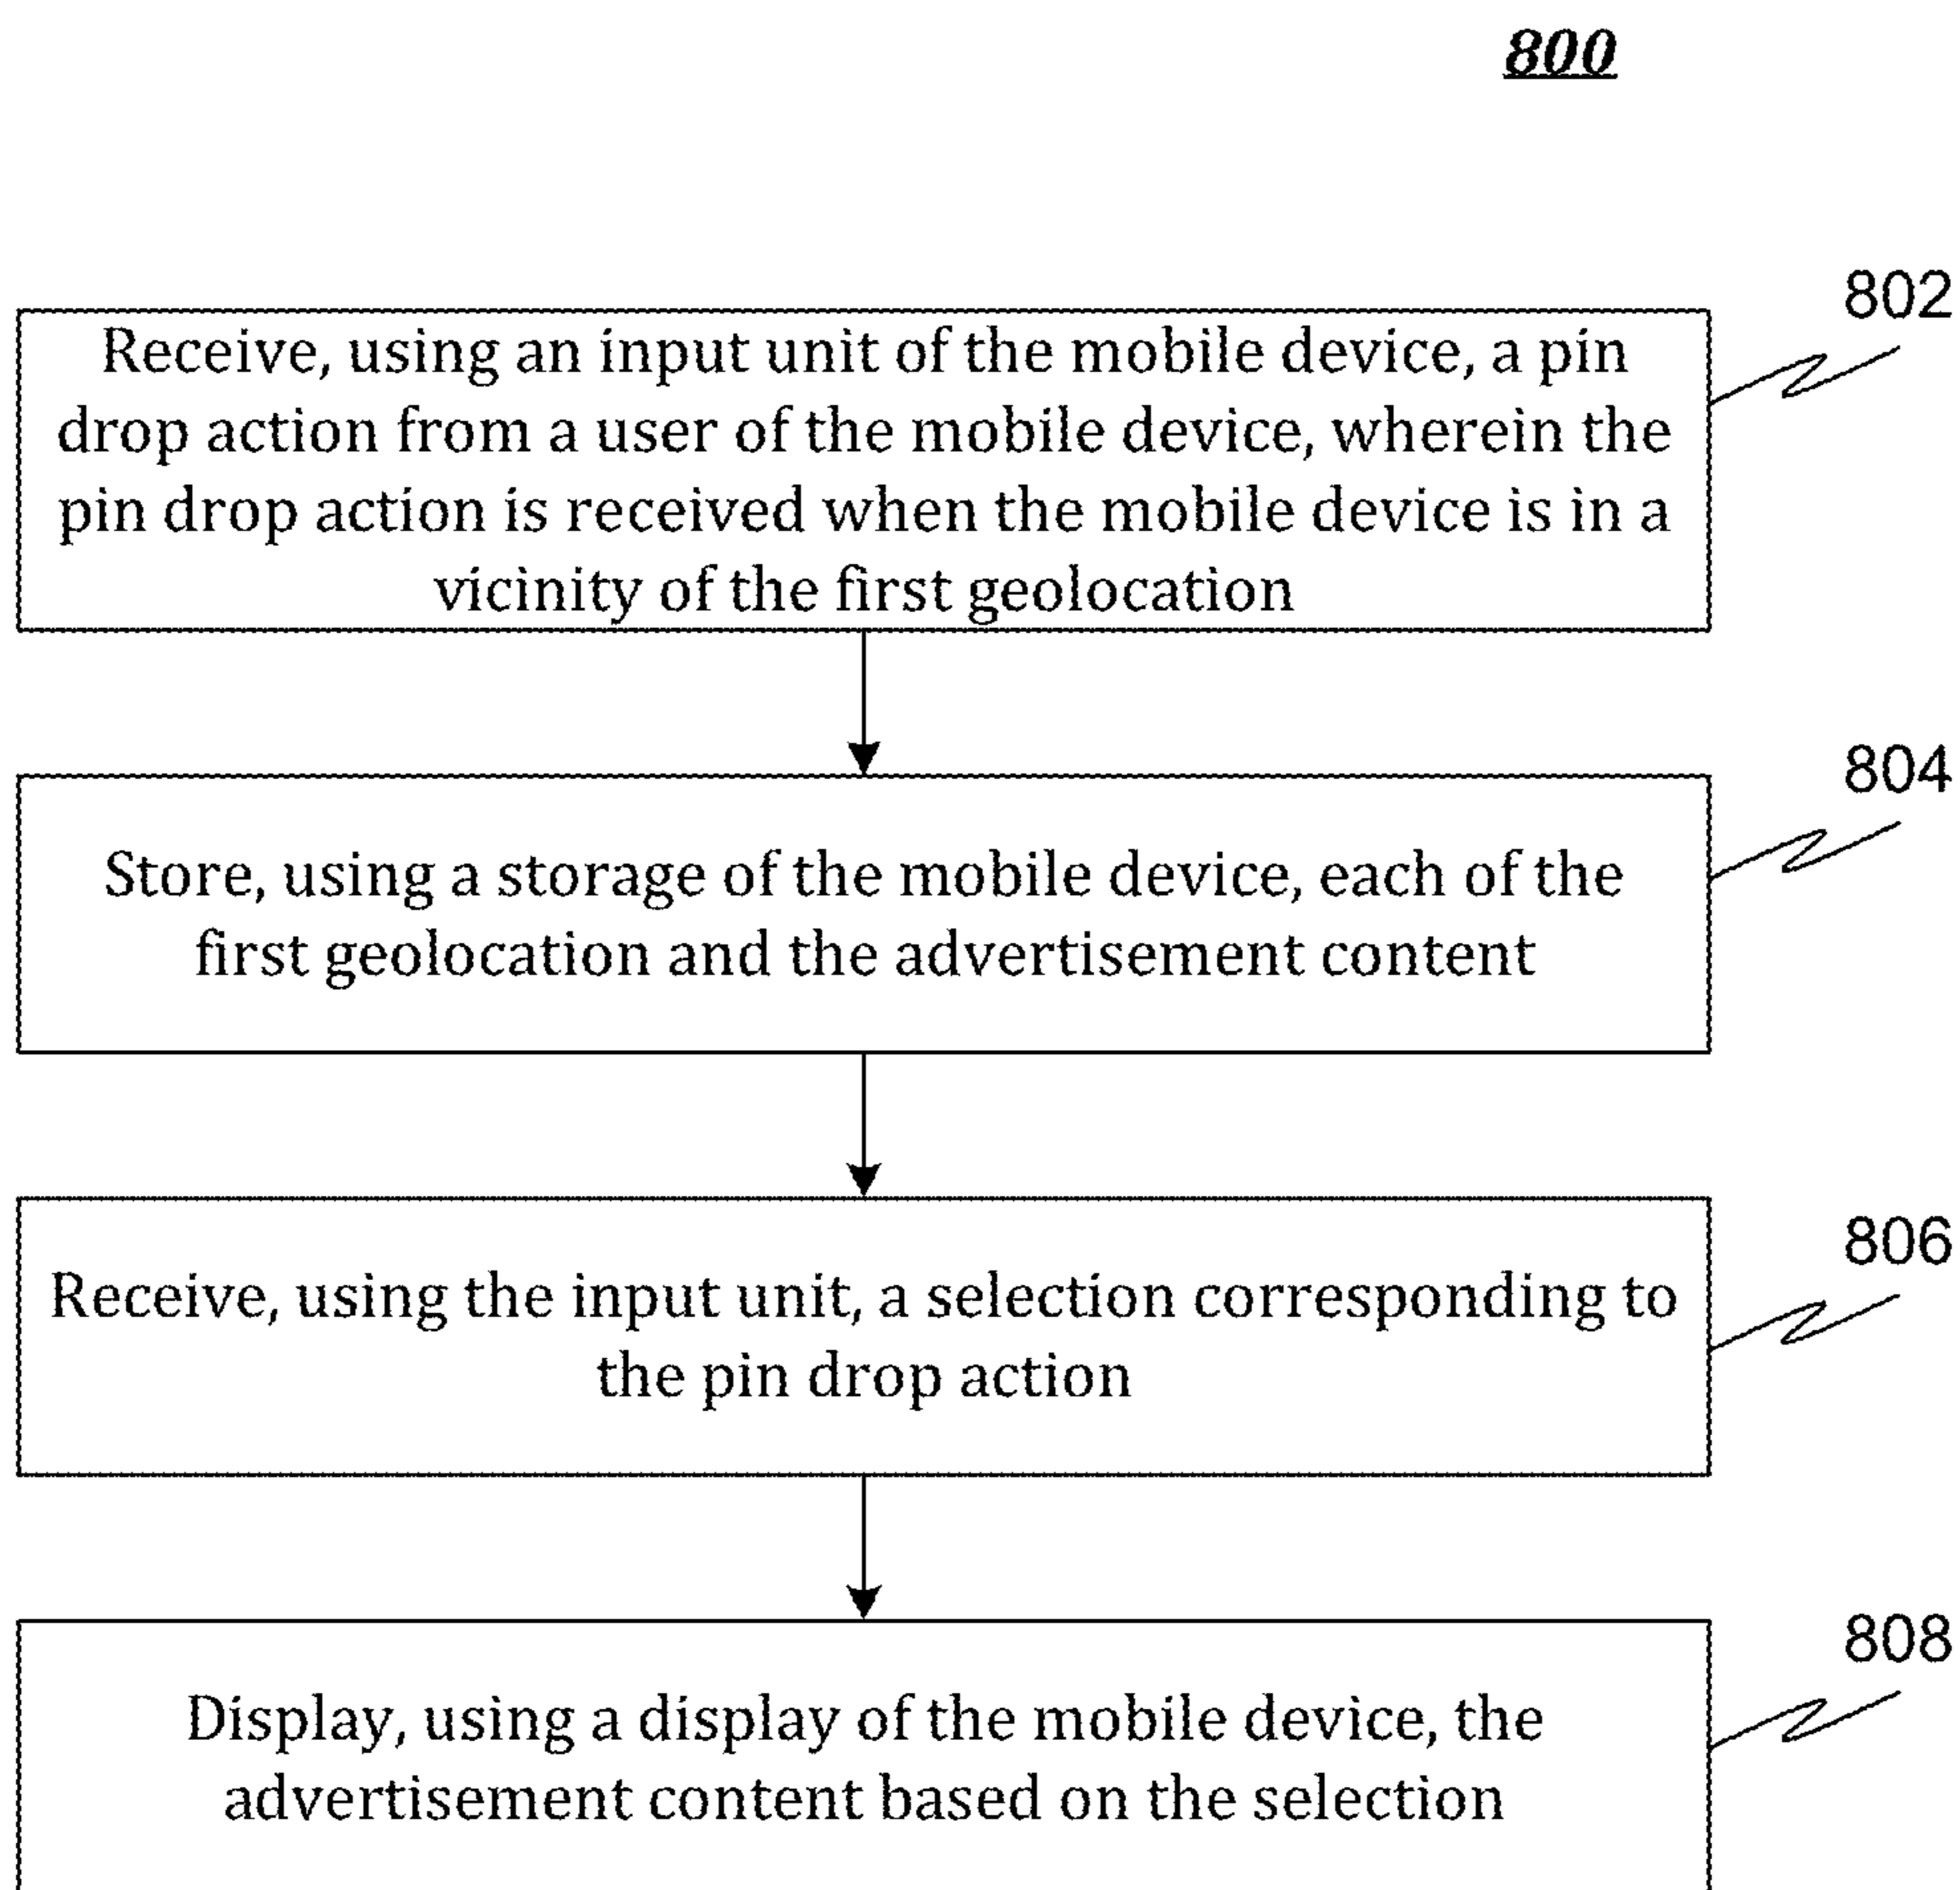 800
802
Receive, using an input unit of the mobile device, a pin
drop action from a user of the mobile device, wherein the
pin drop action is received when the mobile device is in a
vicinity of the first geolocation
804
Store, using a storage of the mobile device, each of the
first geolocation and the advertisement content
806
Receive, using the input unit, a selection corresponding to
the pin drop action
808
Display, using a display of the mobile device, the
advertisement content based on the selection